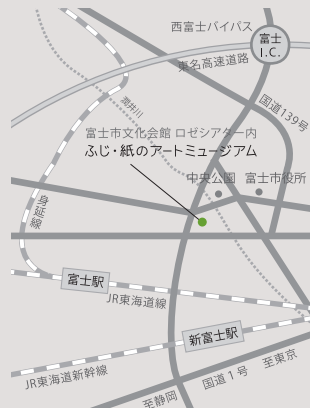 西富士バイパス
富士
I.C.
東名高速道路
国道139号
潤井川
富士市文化会館 ロゼシアター内
ふじ・紙のアートミュージアム
中央公園
富士市役所
身延線
富士駅
JR東海道線
新富士駅
JR東海道新幹線
国道1号
至東京
至静岡